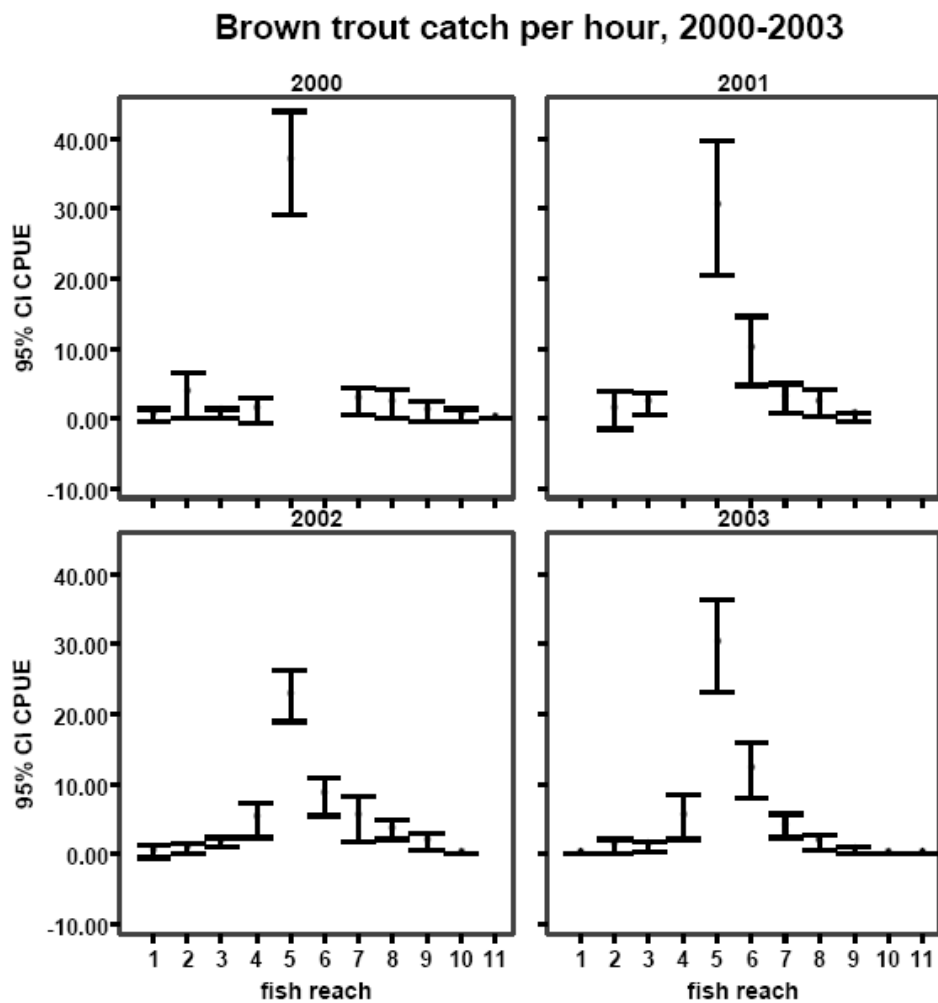 Brown trout catch per hour, 2000-2003
2000
2001
95% CI CPUE
40.00
30.00
20.00
10.00
0.00
-10.00
2002
2003
95% CI CPUE
40.00
30.00
20.00
10.00
0.00
-10.00
1 2 3 4 5 6 7 8 9 10 11
1 2 3 4 5 6 7 8 9 10 11
fish reach
fish reach